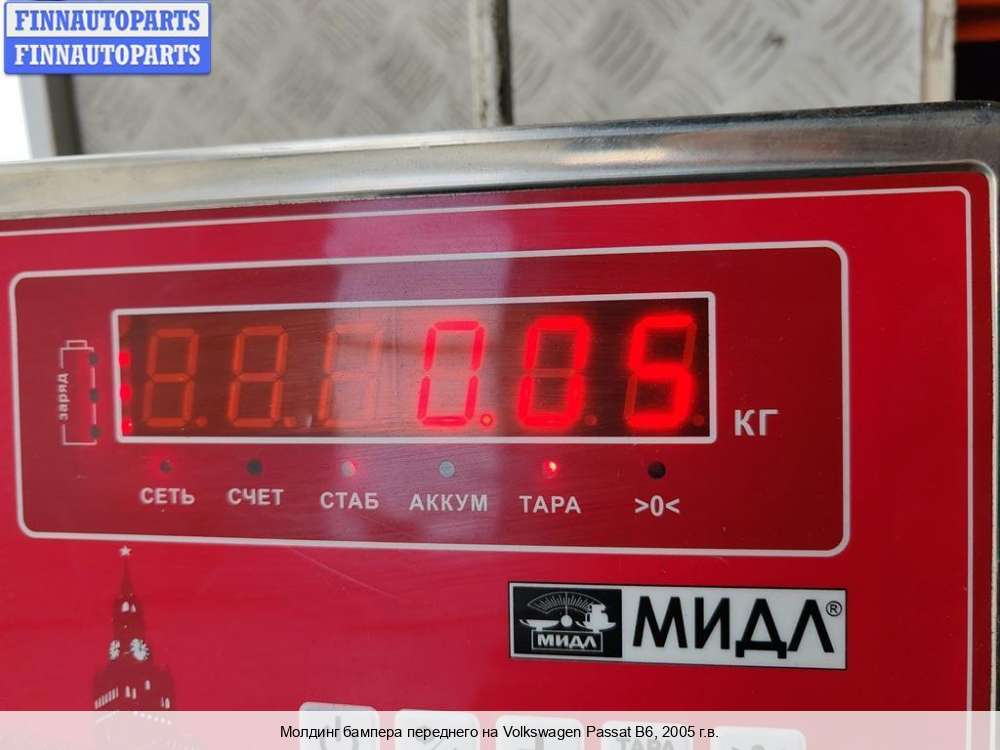 FINNAUTOPARTS
FINNAUTOPARTS
заряд
0.05
КГ
СЕТЬ СЧЕТ СТАБ АККУМ ТАРА >0<
МИДЛ МИДЛ®
ТАРА
Молдинг бампера переднего на Volkswagen Passat B6, 2005 г.в.